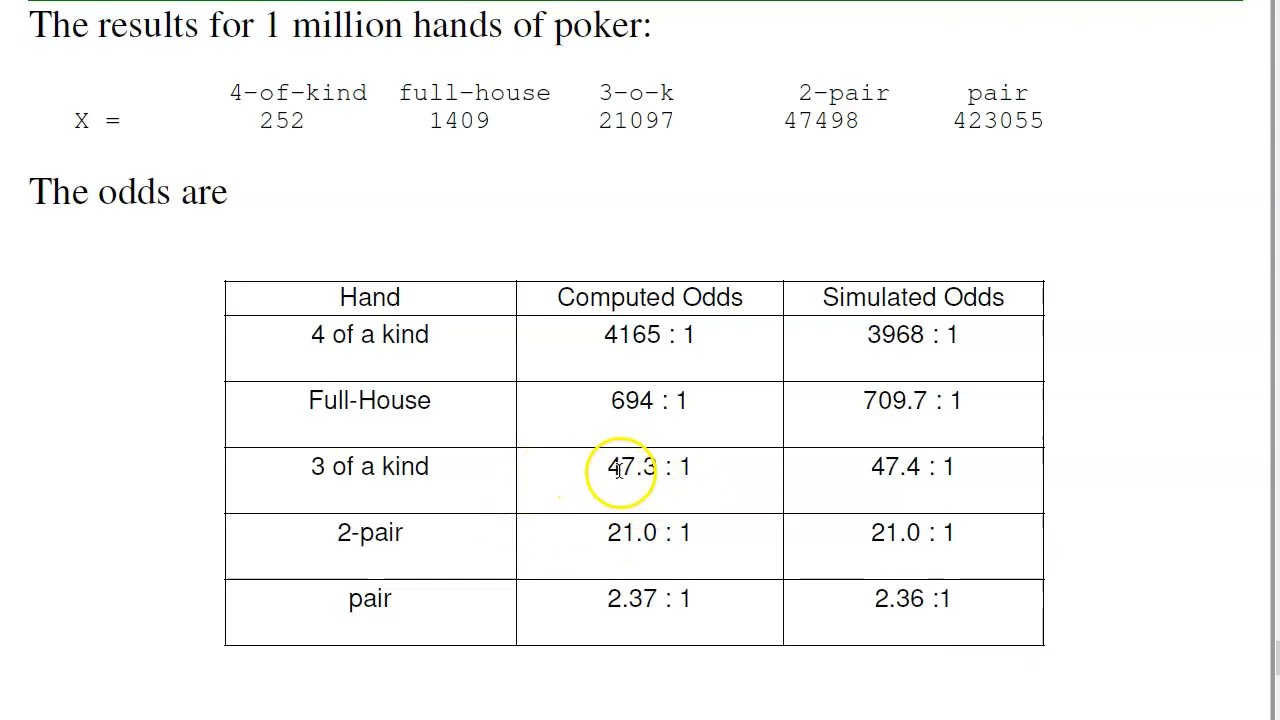 The results for 1 million hands of poker:
4-of-kind full-house 3-o-k 2-pair pair
X = 252 1409 21097 47498 423055
The odds are
Hand Computed Odds Simulated Odds
4 of a kind 4165 : 1 3968 : 1
Full-House 694 : 1 709.7 : 1
3 of a kind 47.3 : 1 47.4 : 1
2-pair 21.0 : 1 21.0 : 1
pair 2.37 : 1 2.36 :1